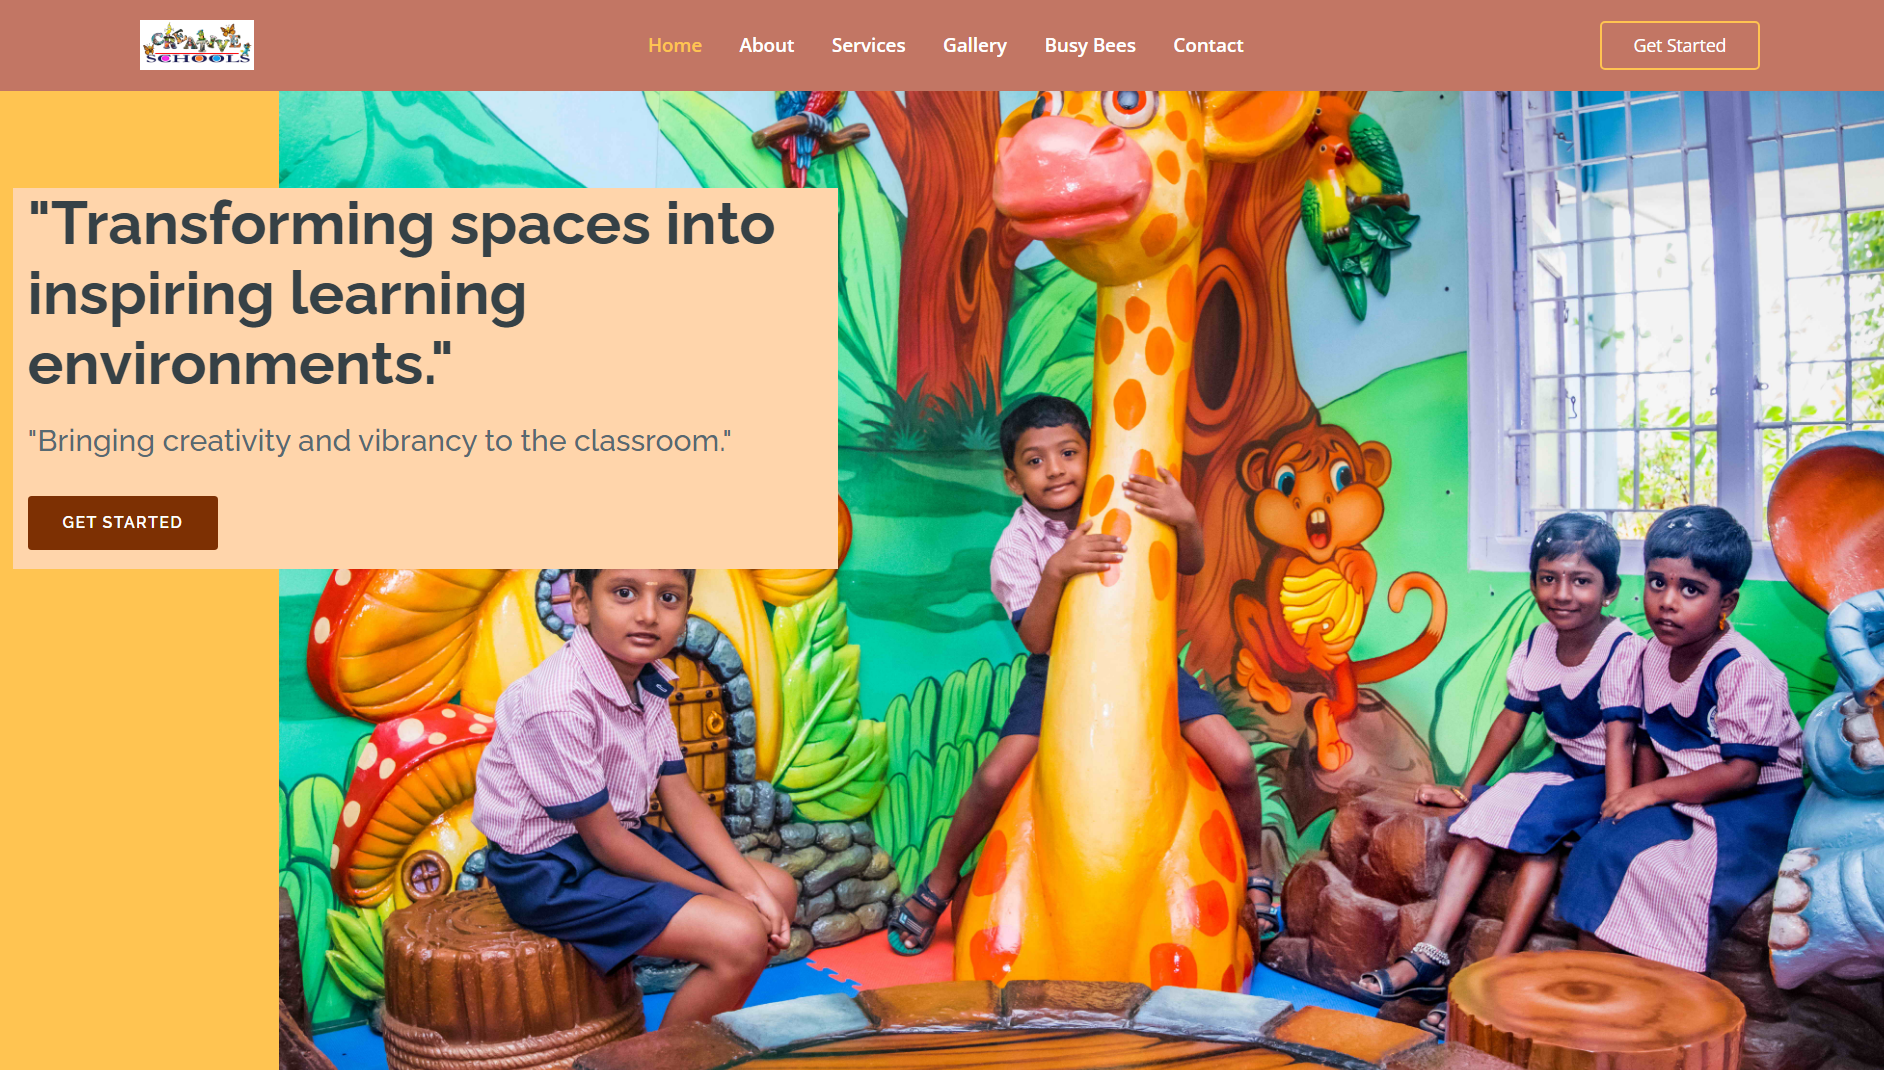 CREATIVE
SCHOOLS
Home About Services Gallery Busy Bees Contact
Get Started
"Transforming spaces into
inspiring learning
environments."
"Bringing creativity and vibrancy to the classroom."
GET STARTED